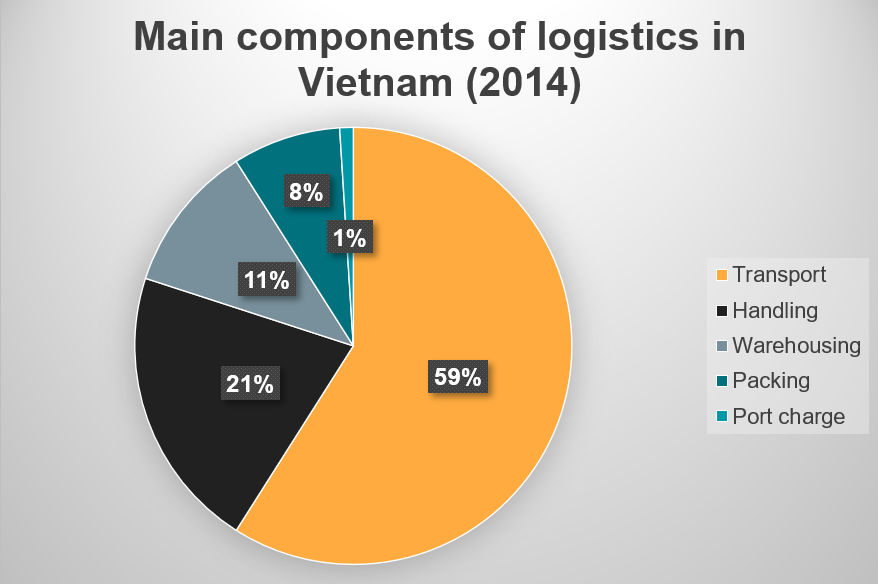 Main components of logistics in
Vietnam (2014)
8%
1%
11%
21%
59%
Transport
Handling
Warehousing
Packing
Port charge